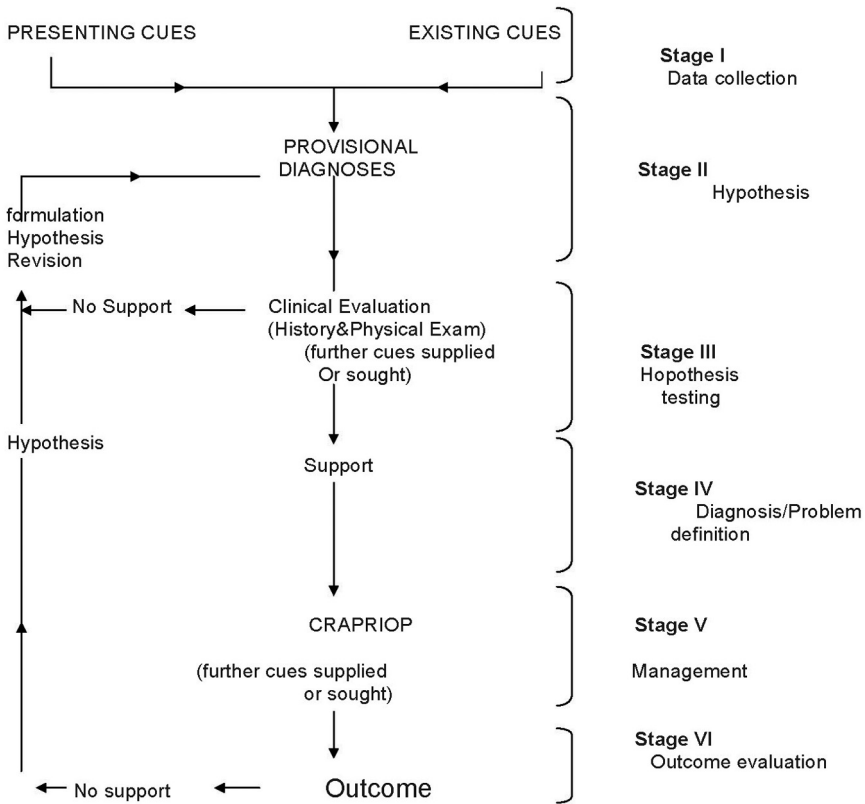 PRESENTING CUES
EXISTING CUES
Stage I
Data collection
PROVISIONAL
DIAGNOSES
Stage II
Hypothesis
formulation
Hypothesis
Revision
No Support
Clinical Evaluation
(History&Physical Exam)
(further cues supplied
Or sought)
Stage III
Hopothesis
testing
Hypothesis
Support
Stage IV
Diagnosis/Problem
definition
CRAPRIOP
Stage V
(further cues supplied
or sought)
Management
Stage VI
Outcome evaluation
No support
Outcome